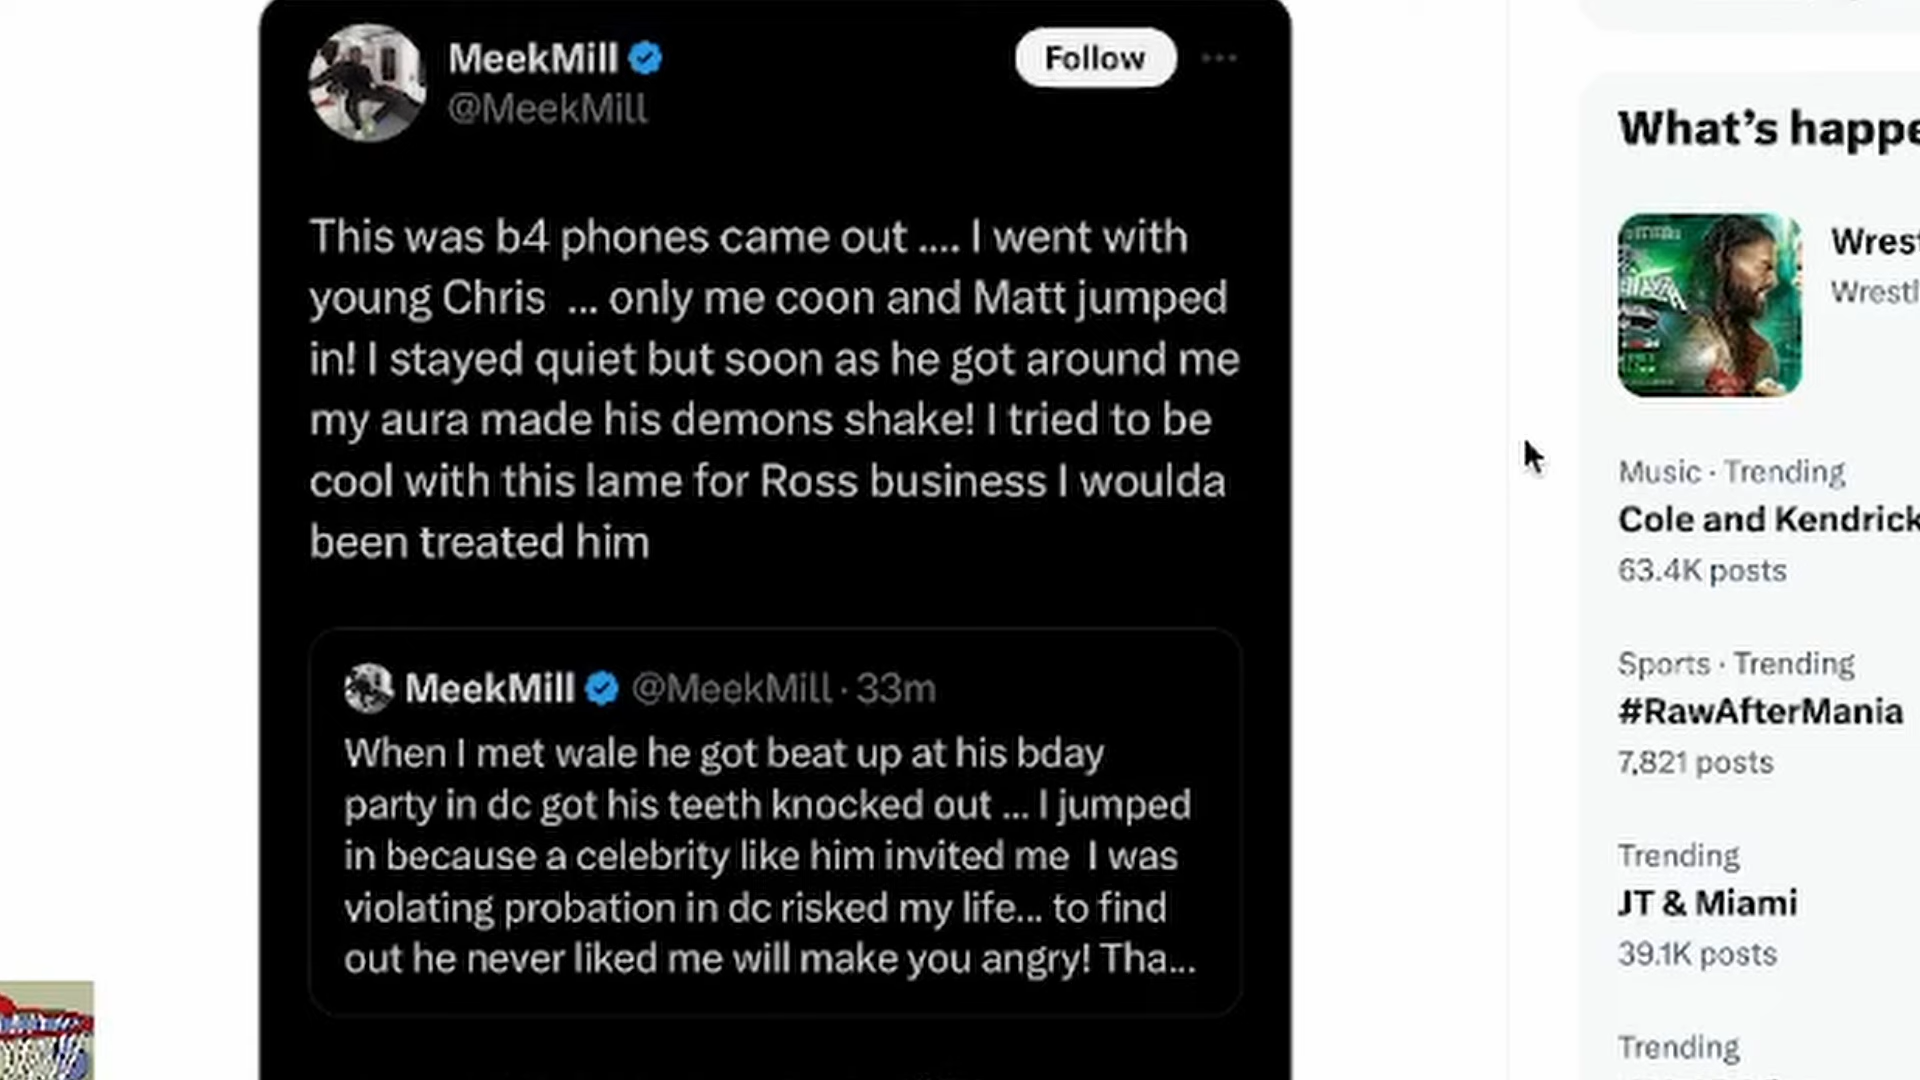 MeekMill
@MeekMill
Follow
This was b4 phones came out .... I went with
young Chris ... only me coon and Matt jumped
in! I stayed quiet but soon as he got around me
my aura made his demons shake! I tried to be
cool with this lame for Ross business I woulda
been treated him
MeekMill @MeekMill · 33m
When I met wale he got beat up at his bday
party in dc got his teeth knocked out ... I jumped
in because a celebrity like him invited me I was
violating probation in dc risked my life... to find
out he never liked me will make you angry! Tha...
What's happe
Wrest
Wrestl
Music · Trending
Cole and Kendrick
63.4K posts
Sports · Trending
#RawAfterMania
7,821 posts
Trending
JT & Miami
39.1K posts
Trending